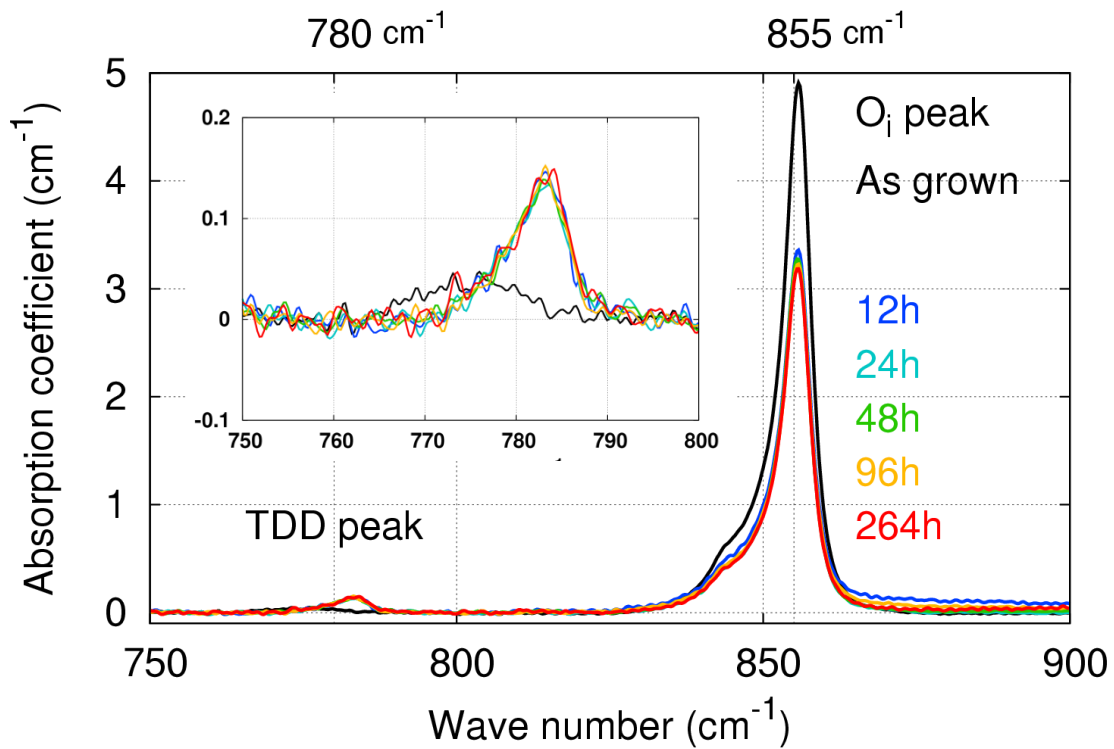 780 cm-1 855 cm-1
Absorption coefficient (cm-1)
5
4
3
2
1
0
0.2
0.1
0
-0.1
750 760 770 780 790 800
Oi peak
As grown
12h
24h
48h
96h
264h
TDD peak
750 800 850 900
Wave number (cm-1)